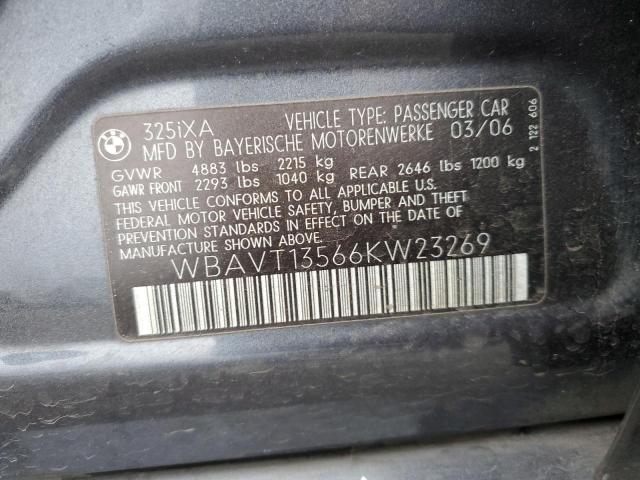 BMW
325iXA VEHICLE TYPE: PASSENGER CAR
MFD BY BAYERISCHE MOTORENWERKE 03/06
GVWR 4883 lbs 2215 kg
GAWR FRONT 2293 lbs 1040 kg REAR 2646 lbs 1200 kg
THIS VEHICLE CONFORMS TO ALL APPLICABLE U.S.
FEDERAL MOTOR VEHICLE SAFETY, BUMPER AND THEFT
PREVENTION STANDARDS IN EFFECT ON THE DATE OF
MANUFACTURE SHOWN ABOVE.
WBAVT13566KW23269
2 122 606